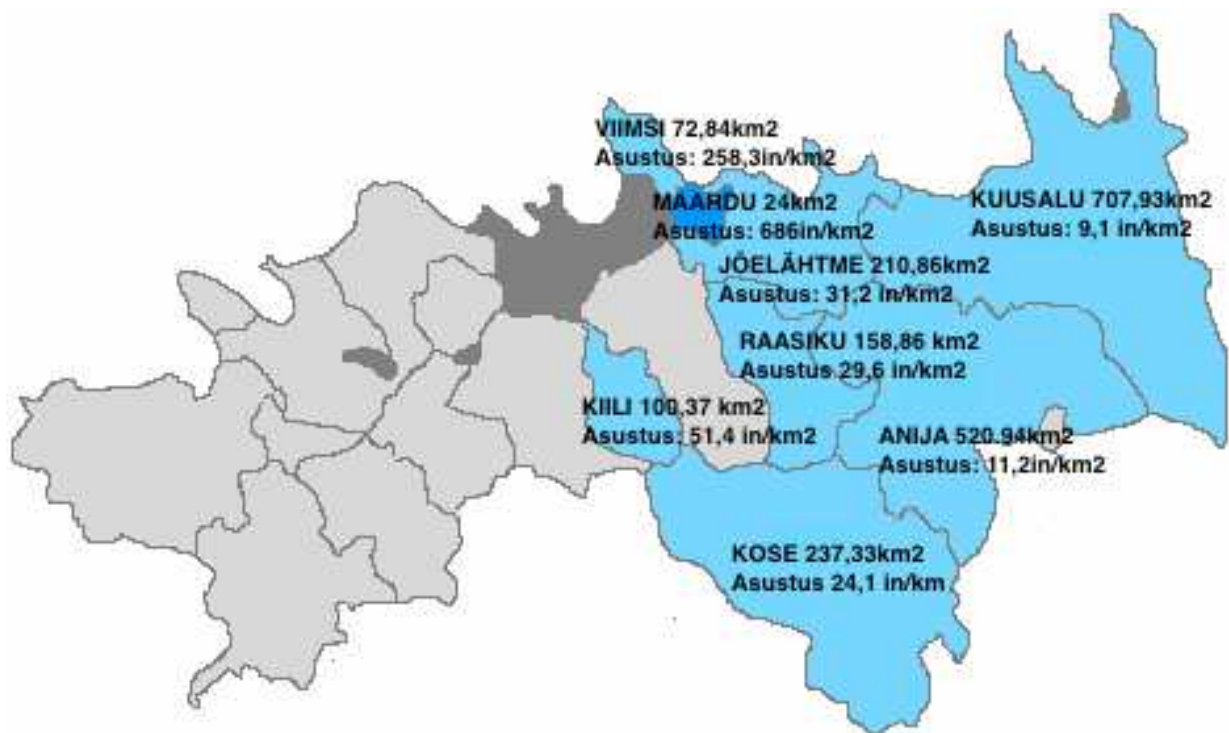 VIIMSI 72,84km2
Asustus: 258,3in/km2
MAARDU 24km2
Asustus: 686in/km2
KUUSALU 707,93km2
Asustus: 9,1 in/km2
JÕELÄHTME 210,86km2
Asustus: 31,2 in/km2
RAASIKU 158,86 km2
Asustus 29,6 in/km2
KIILI 100,37 km2
Asustus: 51,4 in/km2
ANIJA 520.94km2
Asustus: 11,2in/km2
KOSE 237,33km2
Asustus 24,1 in/km